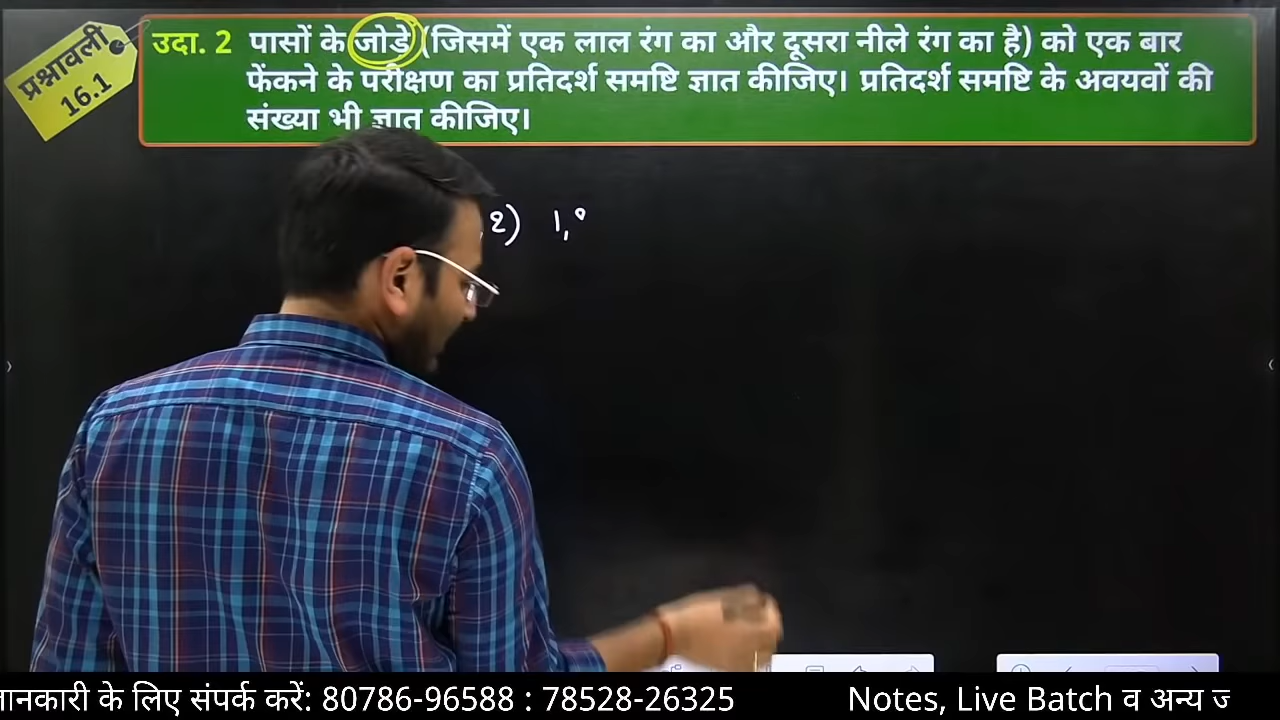 प्रश्नावली
16.1
उदा. 2 पासों के जोडे (जिसमें एक लाल रंग का और दूसरा नीले रंग का है) को एक बार
फेंकने के परीक्षण का प्रतिदर्श समष्टि ज्ञात कीजिए। प्रतिदर्श समष्टि के अवयवों की
संख्या भी ज्ञात कीजिए।
, 2) 1,
जानकारी के लिए संपर्क करें: 80786-96588 : 78528-26325 Notes, Live Batch व अन्य